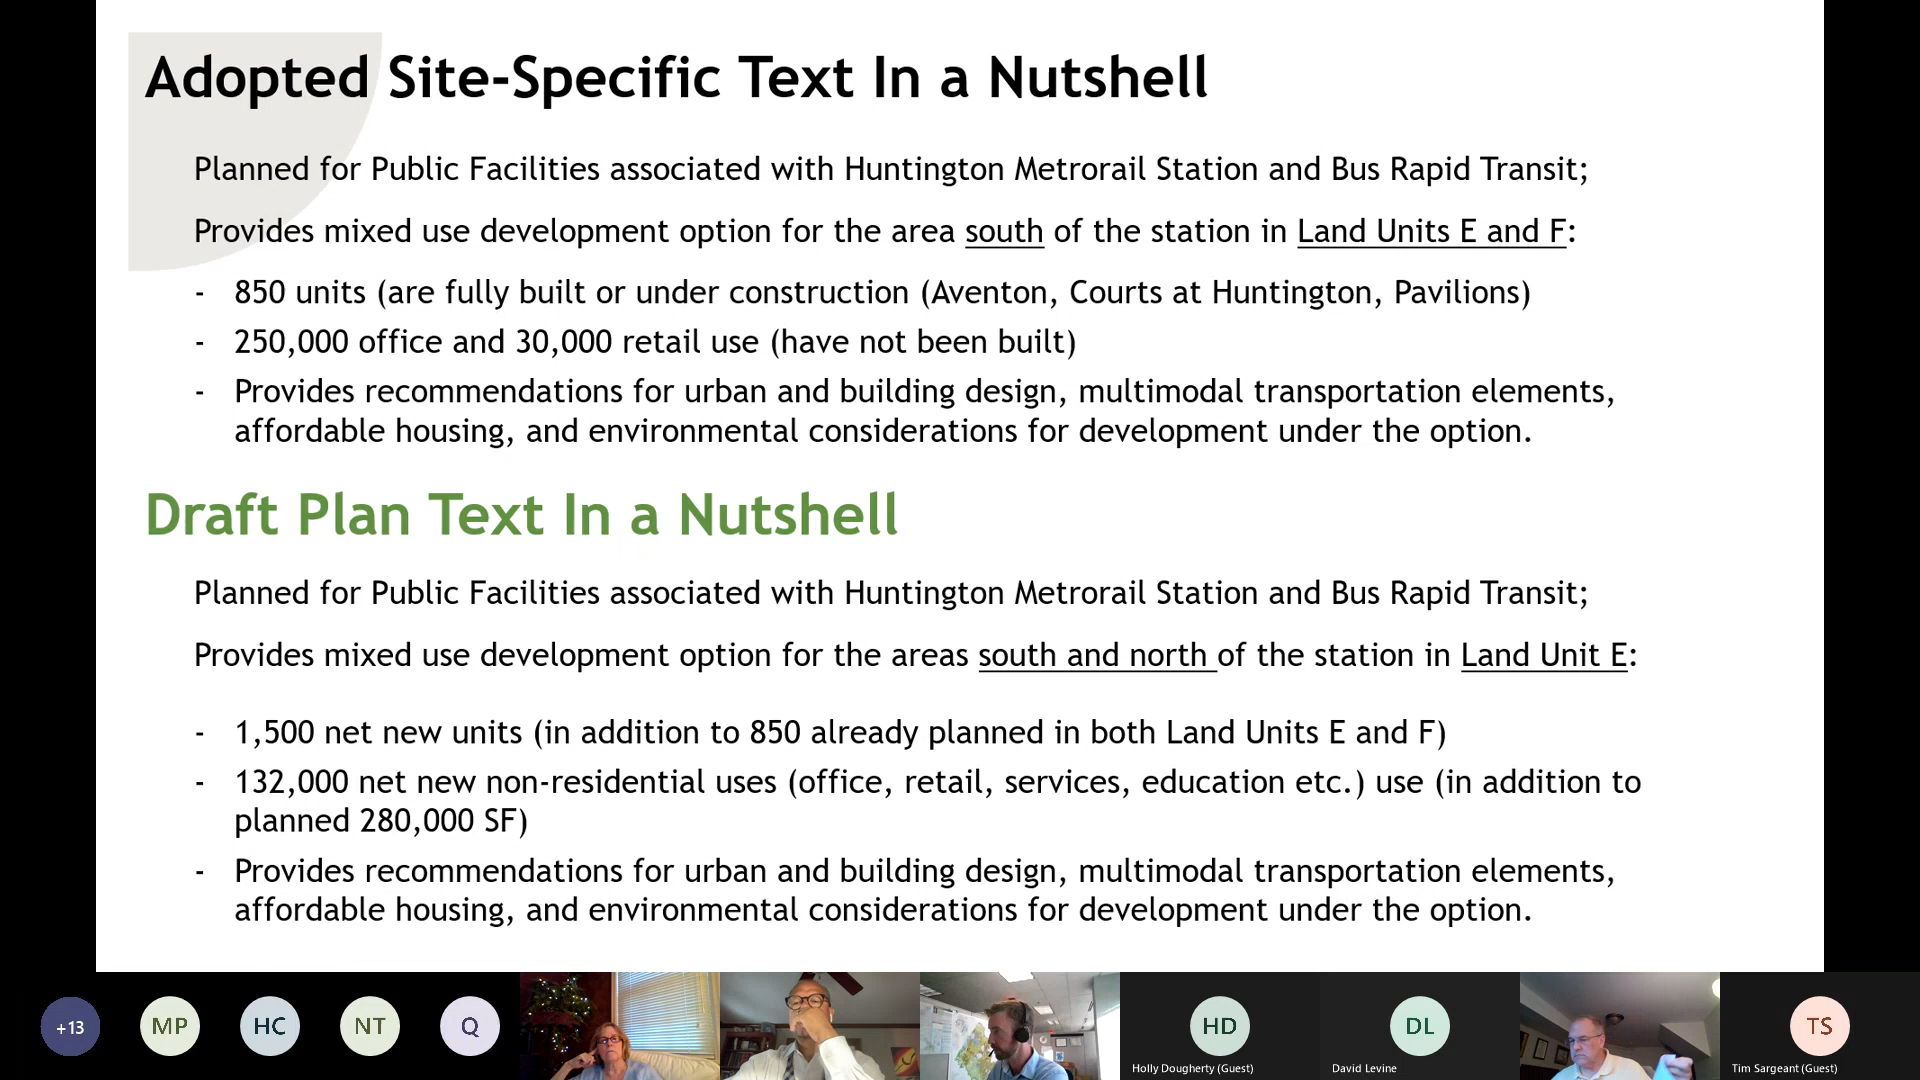 Adopted Site-Specific Text In a Nutshell
Planned for Public Facilities associated with Huntington Metrorail Station and Bus Rapid Transit;
Provides mixed use development option for the area south of the station in Land Units E and F:
- 850 units (are fully built or under construction (Aventon, Courts at Huntington, Pavilions)
- 250,000 office and 30,000 retail use (have not been built)
- Provides recommendations for urban and building design, multimodal transportation elements,
affordable housing, and environmental considerations for development under the option.
Draft Plan Text In a Nutshell
Planned for Public Facilities associated with Huntington Metrorail Station and Bus Rapid Transit;
Provides mixed use development option for the areas south and north of the station in Land Unit E:
- 1,500 net new units (in addition to 850 already planned in both Land Units E and F)
- 132,000 net new non-residential uses (office, retail, services, education etc.) use (in addition to
planned 280,000 SF)
- Provides recommendations for urban and building design, multimodal transportation elements,
affordable housing, and environmental considerations for development under the option.
+13
MP
HC
NT
Q
HD
Holly Dougherty (Guest)
DL
David Levine
TS
Tim Sargeant (Guest)